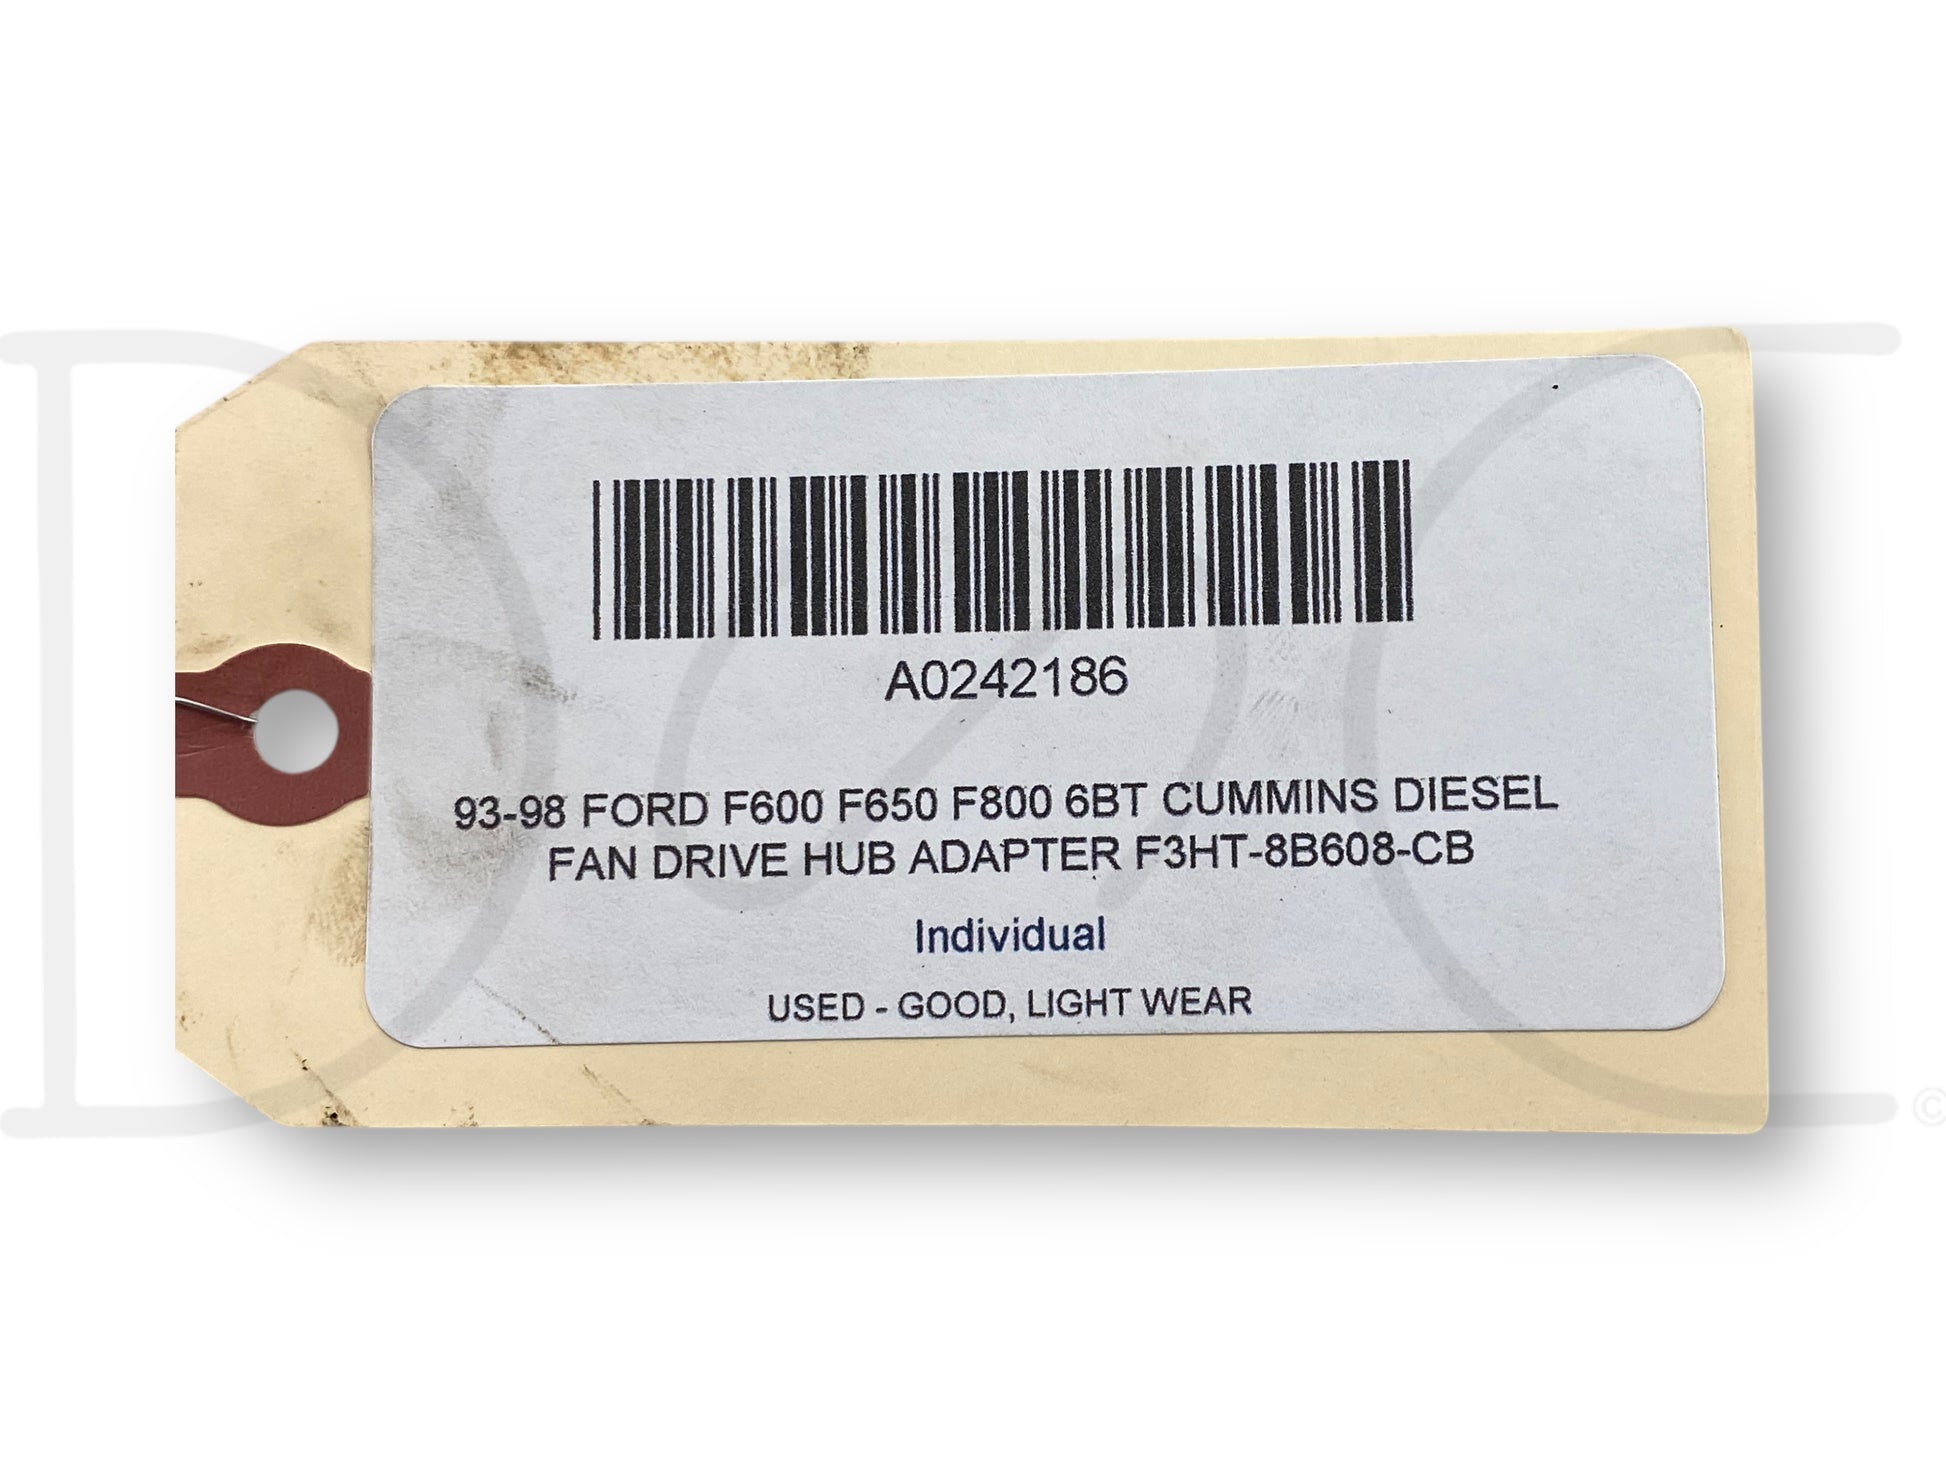 A0242186
93-98 FORD F600 F650 F800 6BT CUMMINS DIESEL
FAN DRIVE HUB ADAPTER F3HT-8B608-CB
Individual
USED - GOOD, LIGHT WEAR
©